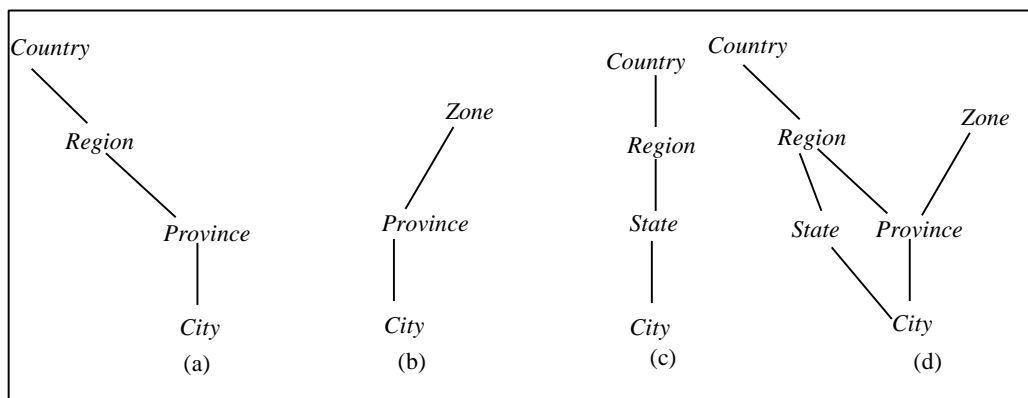 Country
Region
Province
City
(a)
Zone
Province
City
(b)
Country
Region
State
City
(c)
Country
Region
Zone
State
Province
City
(d)